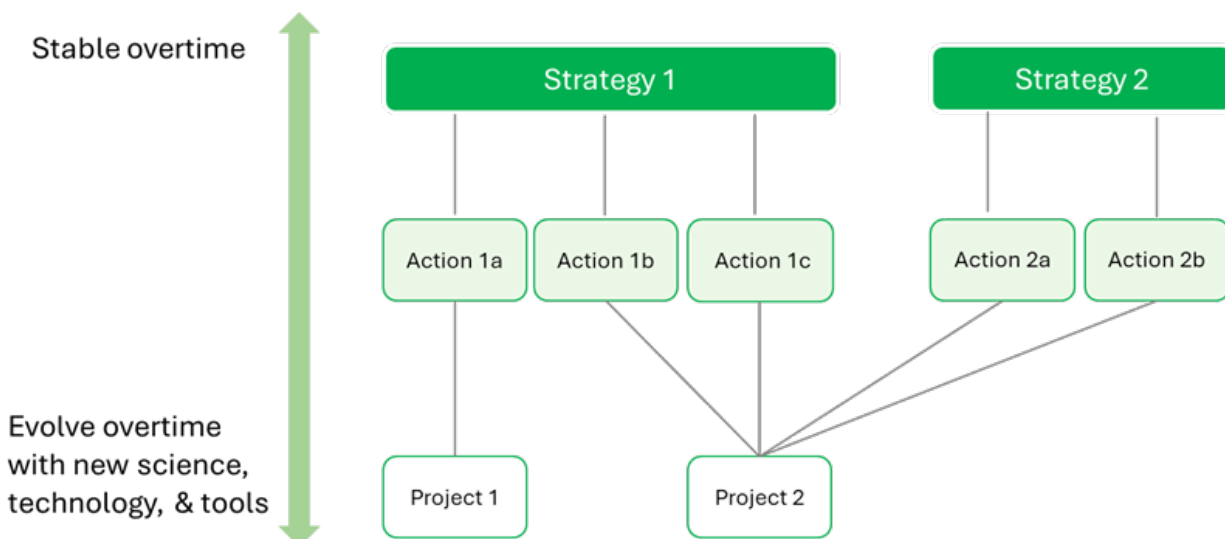 Stable overtime
Strategy 1
Strategy 2
Action 1a
Action 1b
Action 1c
Action 2a
Action 2b
Evolve overtime
with new science,
technology, & tools
Project 1
Project 2